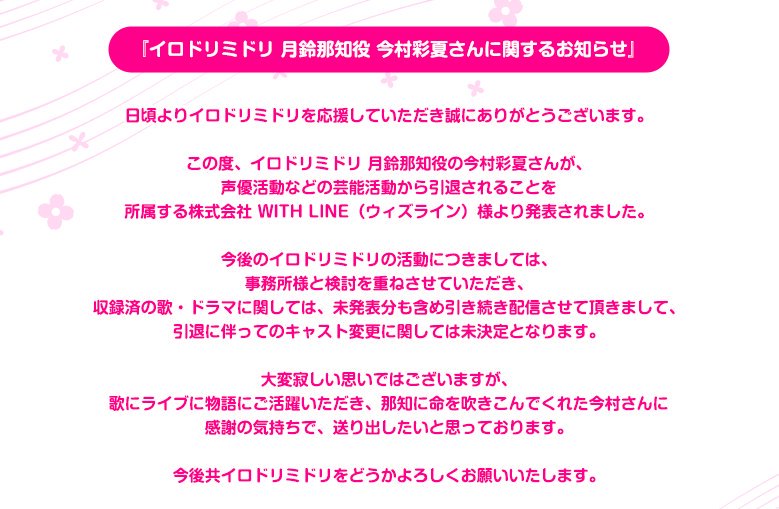 『イロドリミドリ 月鈴那知役 今村彩夏さんに関するお知らせ』
日頃よりイロドリミドリを応援していただき誠にありがとうございます。
この度、イロドリミドリ 月鈴那知役の今村彩夏さんが、
声優活動などの芸能活動から引退されることを
所属する株式会社 WITH LINE（ウィズライン）様より発表されました。
今後のイロドリミドリの活動につきましては、
事務所様と検討を重ねさせていただき、
収録済の歌・ドラマに関しては、未発表分も含め引き続き配信させて頂きまして、
引退に伴ってのキャスト変更に関しては未決定となります。
大変寂しい思いではございますが、
歌にライブに物語にご活躍いただき、那知に命を吹きこんでくれた今村さんに
感謝の気持ちで、送り出したいと思っております。
今後共イロドリミドリをどうかよろしくお願いいたします。